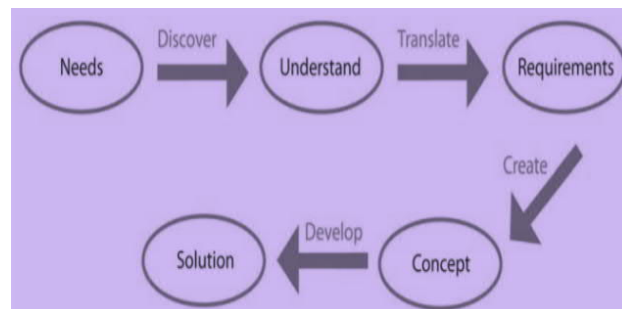 Needs
Discover
Understand
Translate
Requirements
Create
Concept
Develop
Solution